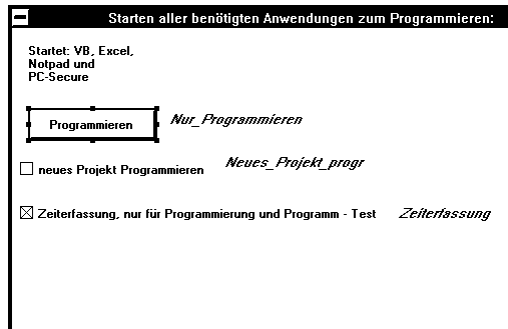 Starten aller benötigten Anwendungen zum Programmieren:
Startet: VB, Excel,
Notpad und
PC-Secure
Programmieren Nur_Programmieren
neues Projekt Programmieren Neues_Projekt_progr
Zeiterfassung, nur für Programmierung und Programm - Test Zeiterfassung